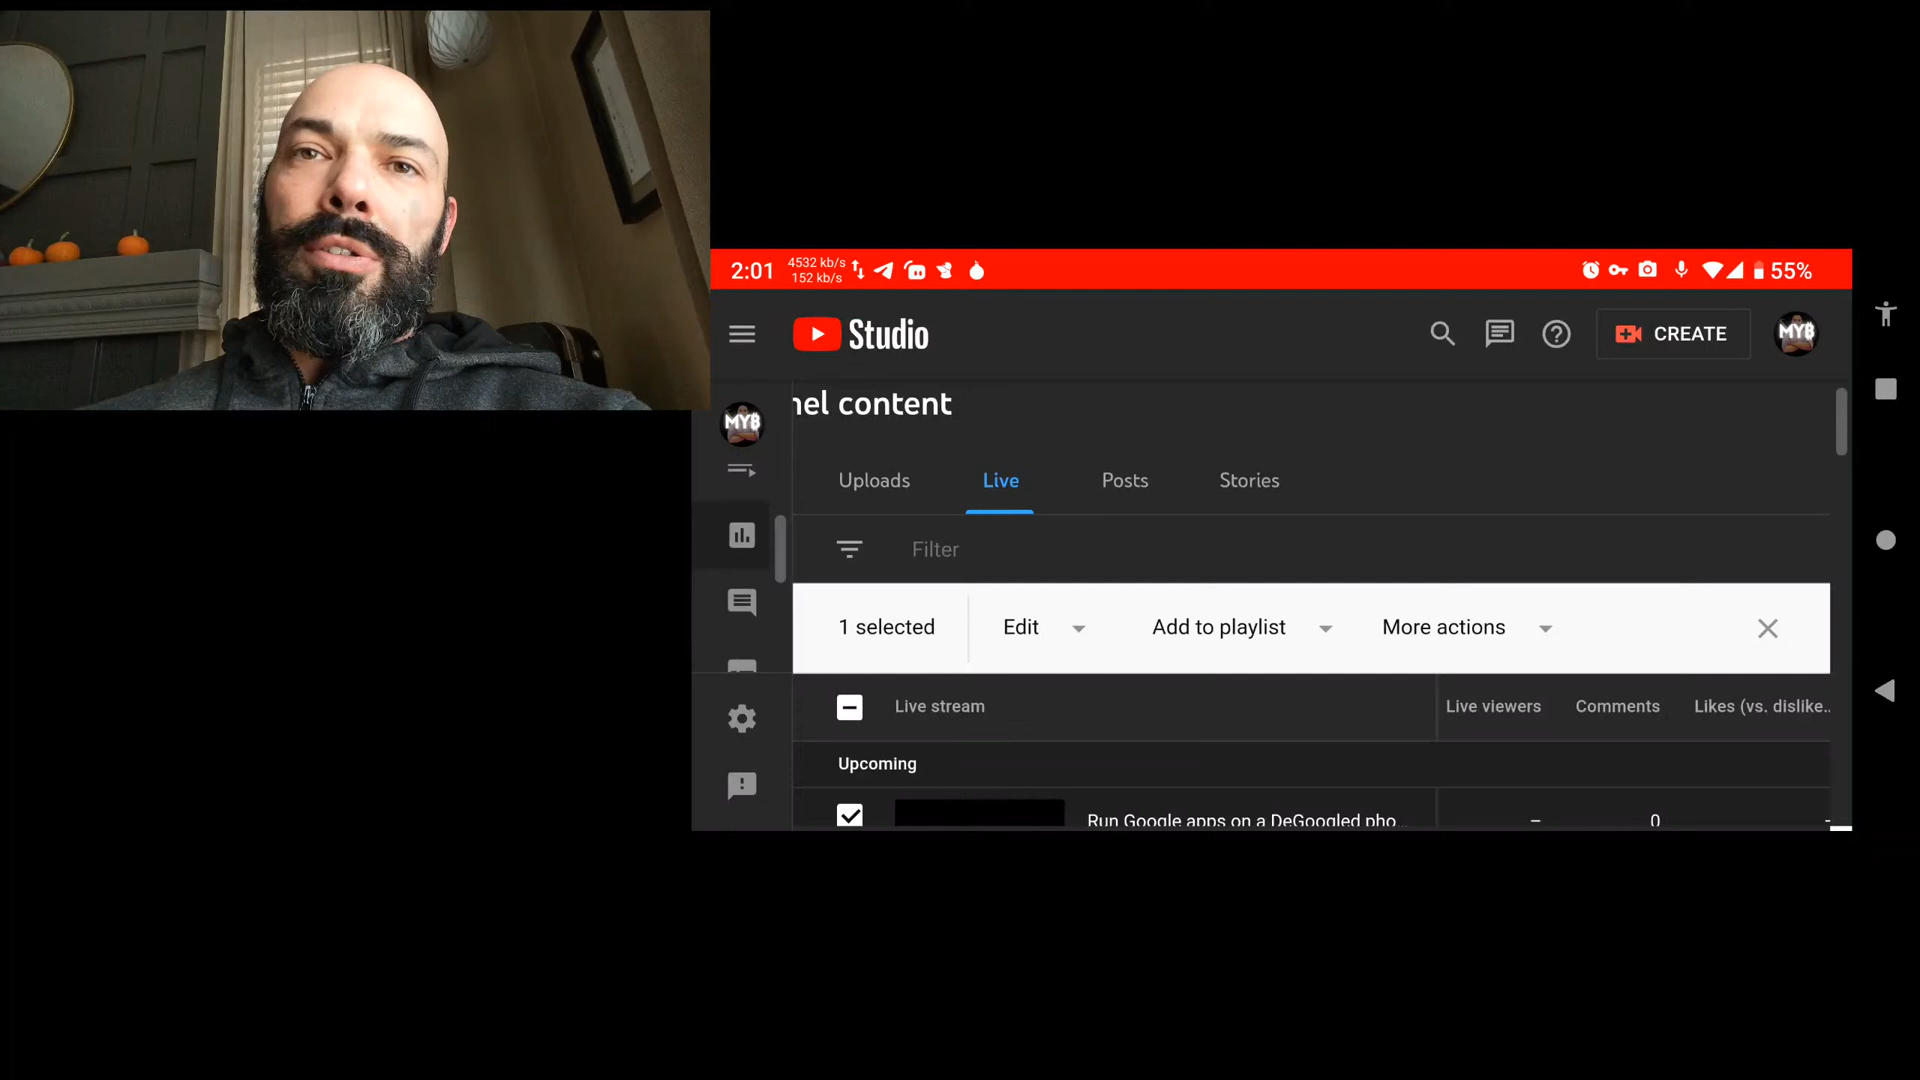 2:01 4532 kb/s 152 kb/s 55%
Studio
CREATE
MYB
MYB
nel content
Uploads Live Posts Stories
Filter
1 selected Edit Add to playlist More actions
Live stream Live viewers Comments Likes (vs. dislike..
Upcoming
Run Google apps on a DeGoogled pho... – 0 –